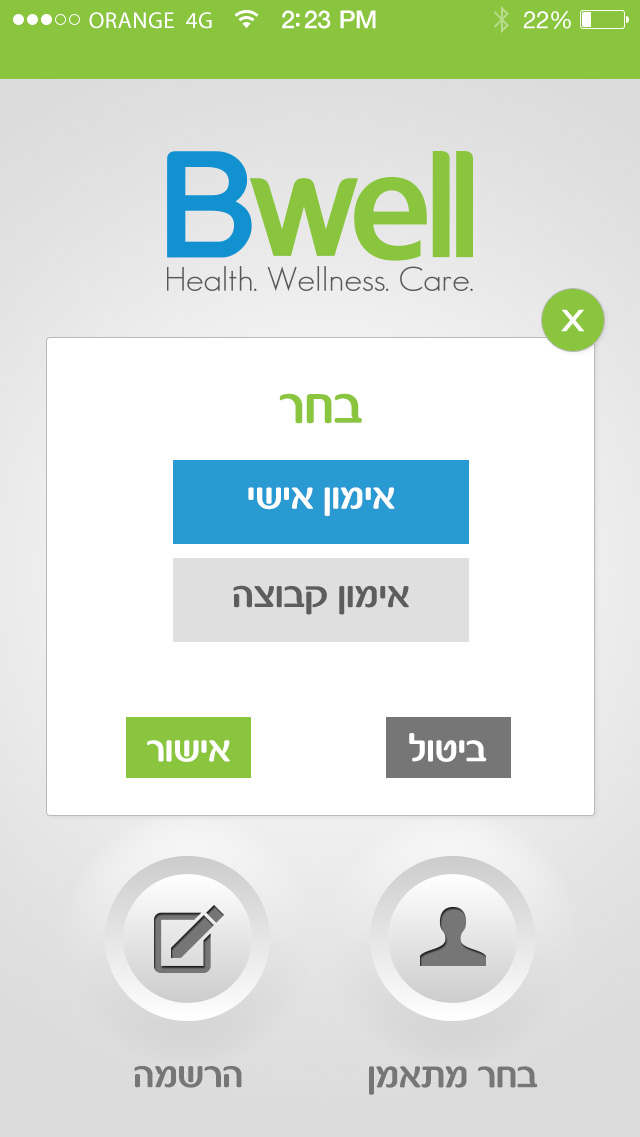 ORANGE 4G 2:23 PM 22%
Bwell
Health. Wellness. Care.
X
בחר
אימון אישי
אימון קבוצה
ביטול
אישור
בחר מתאמן
הרשמה